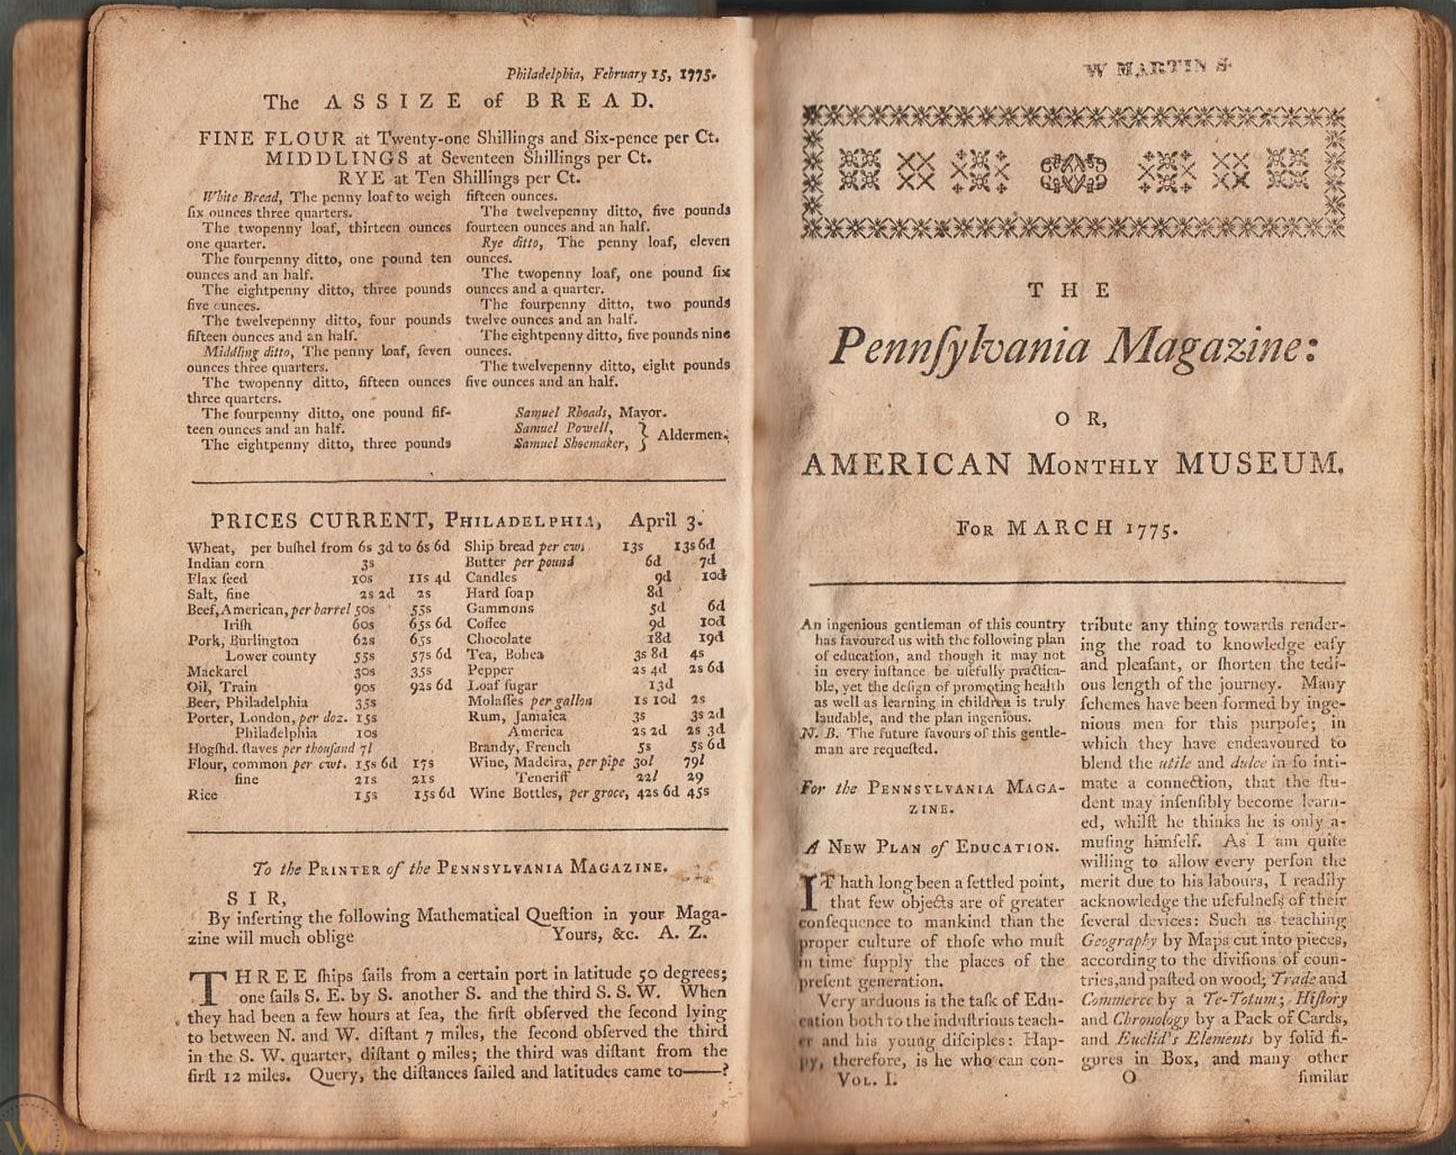 Philadelphia, February 15, 1775.
The ASSIZE of BREAD.
FINE FLOUR at Twenty-one Shillings and Six-pence per Ct.
MIDDLINGS at Seventeen Shillings per Ct.
RYE at Ten Shillings per Ct.
White Bread, The penny loaf to weigh
ſix ounces three quarters.
The twopenny loaf, thirteen ounces
one quarter.
The fourpenny ditto, one pound ten
ounces and an half.
The eightpenny ditto, three pounds
five ounces.
The twelvepenny ditto, four pounds
fifteen ounces and an half.
Middling ditto, The penny loaf, ſeven
ounces three quarters.
The twopenny ditto, fifteen ounces
three quarters.
The fourpenny ditto, one pound fif-
teen ounces and an half.
The eightpenny ditto, three pounds
fifteen ounces.
The twelvepenny ditto, five pounds
fourteen ounces and an half.
Rye ditto, The penny loaf, eleven
ounces.
The twopenny loaf, one pound ſix
ounces and a quarter.
The fourpenny ditto, two pounds
twelve ounces and an half.
The eightpenny ditto, five pounds nine
ounces.
The twelvepenny ditto, eight pounds
five ounces and an half.
Samuel Rhoads, Mayor.
Samuel Powell,
Samuel Shoemaker, } Aldermen.
PRICES CURRENT, PHILADELPHIA, April 3.
Wheat, per buſhel from 6s 3d to 6s 6d
Indian corn 3s
Flax ſeed 10s 11s 4d
Salt, fine 2s 2d 2s
Beef, American, per barrel 50s 55s
Iriſh 60s 65s 6d
Pork, Burlington 62s 65s
Lower county 55s 57s 6d
Mackarel 30s 35s
Oil, Train 90s 92s 6d
Beer, Philadelphia 35s
Porter, London, per doz. 15s
Philadelphia 10s
Hogſhd. ſtaves per thouſand 7l
Flour, common per cwt. 15s 6d 17s
fine 21s 21s
Rice 15s 15s 6d
Ship bread per cwt 13s 13s 6d
Butter per pound 6d 7d
Candles 9d 10d
Hard ſoap 8d
Gammons 5d 6d
Coffee 9d 10d
Chocolate 18d 19d
Tea, Bohea 3s 8d 4s
Pepper 2s 4d 2s 6d
Loaf ſugar 13d
Molaſſes per gallon 1s 10d 2s
Rum, Jamaica 3s 3s 2d
America 2s 2d 2s 3d
Brandy, French 5s 5s 6d
Wine, Madeira, per pipe 30l 79l
Teneriff 22l 29
Wine Bottles, per groce, 42s 6d 45s
To the PRINTER of the PENNSYLVANIA MAGAZINE.
SIR,
By inſerting the following Mathematical Queſtion in your Maga-
zine will much oblige Yours, &c. A. Z.
THREE ſhips ſails from a certain port in latitude 50 degrees;
one ſails S. E. by S. another S. and the third S. S. W. When
they had been a few hours at ſea, the firſt obſerved the ſecond lying
to between N. and W. diſtant 7 miles, the ſecond obſerved the third
in the S. W. quarter, diſtant 9 miles; the third was diſtant from the
firſt 12 miles. Query, the diſtances ſailed and latitudes came to——?
W MARTIN S
THE
Pennſylvania Magazine:
OR,
AMERICAN MONTHLY MUSEUM.
FOR MARCH 1775.
An ingenious gentleman of this country
has favoured us with the following plan
of education, and though it may not
in every inſtance be uſefully practica-
ble, yet the deſign of promoting health
as well as learning in children is truly
laudable, and the plan ingenious.
N. B. The future favours of this gentle-
man are requeſted.
For the PENNSYLVANIA MAGA-
ZINE.
A NEW PLAN of EDUCATION.
IT hath long been a ſettled point,
that few objects are of greater
conſequence to mankind than the
proper culture of thoſe who muſt
in time ſupply the places of the
preſent generation.
Very arduous is the taſk of Edu-
cation both to the induſtrious teach-
er and his young diſciples: Hap-
py, therefore, is he who can con-
VOL. I.
tribute any thing towards render-
ing the road to knowledge eaſy
and pleaſant, or ſhorten the tedi-
ous length of the journey. Many
ſchemes have been formed by inge-
nious men for this purpoſe; in
which they have endeavoured to
blend the utile and dulce in ſo inti-
mate a connection, that the ſtu-
dent may inſenſibly become learn-
ed, whilſt he thinks he is only a-
muſing himſelf. As I am quite
willing to allow every perſon the
merit due to his labours, I readily
acknowledge the uſefulneſs of their
ſeveral devices: Such as teaching
Geography by Maps cut into pieces,
according to the diviſions of coun-
tries, and paſted on wood; Trade and
Commerce by a Te-Totum; Hiſtory
and Chronology by a Pack of Cards,
and Euclid's Elements by ſolid fi-
gures in Box, and many other
O ſimilar
W